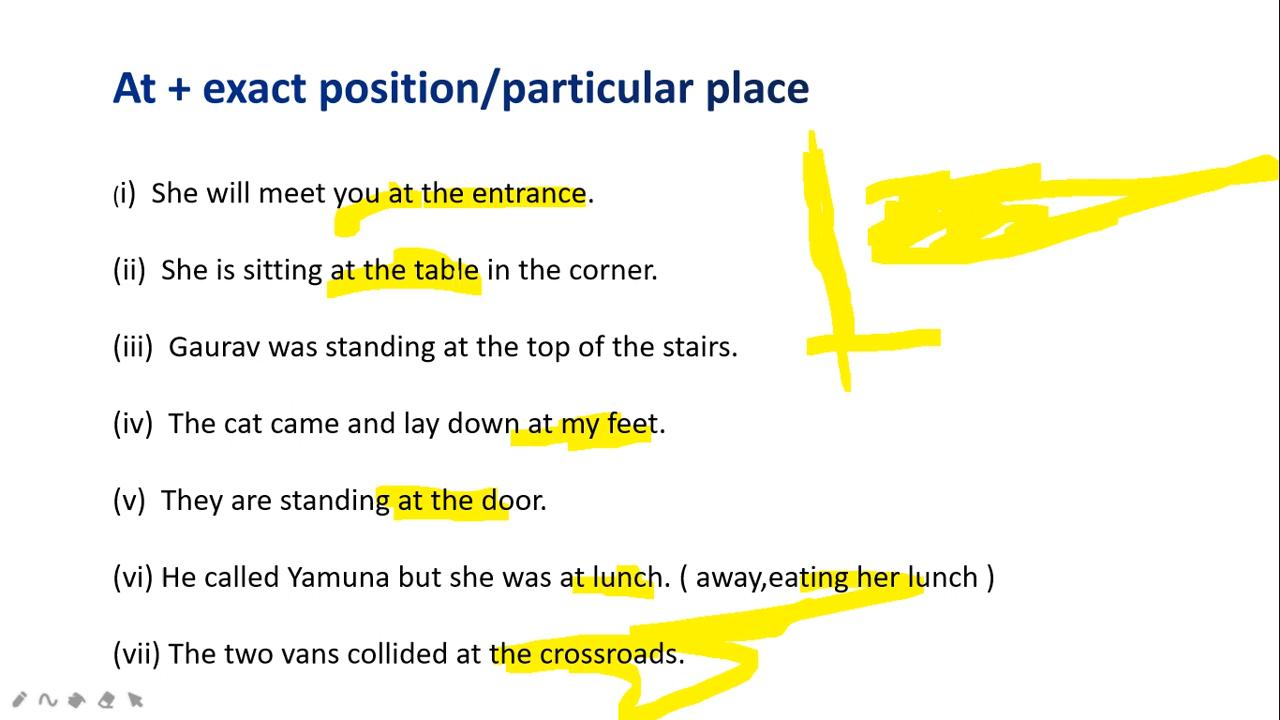 At + exact position/particular place
(i) She will meet you at the entrance.
(ii) She is sitting at the table in the corner.
(iii) Gaurav was standing at the top of the stairs.
(iv) The cat came and lay down at my feet.
(v) They are standing at the door.
(vi) He called Yamuna but she was at lunch. ( away,eating her lunch )
(vii) The two vans collided at the crossroads.